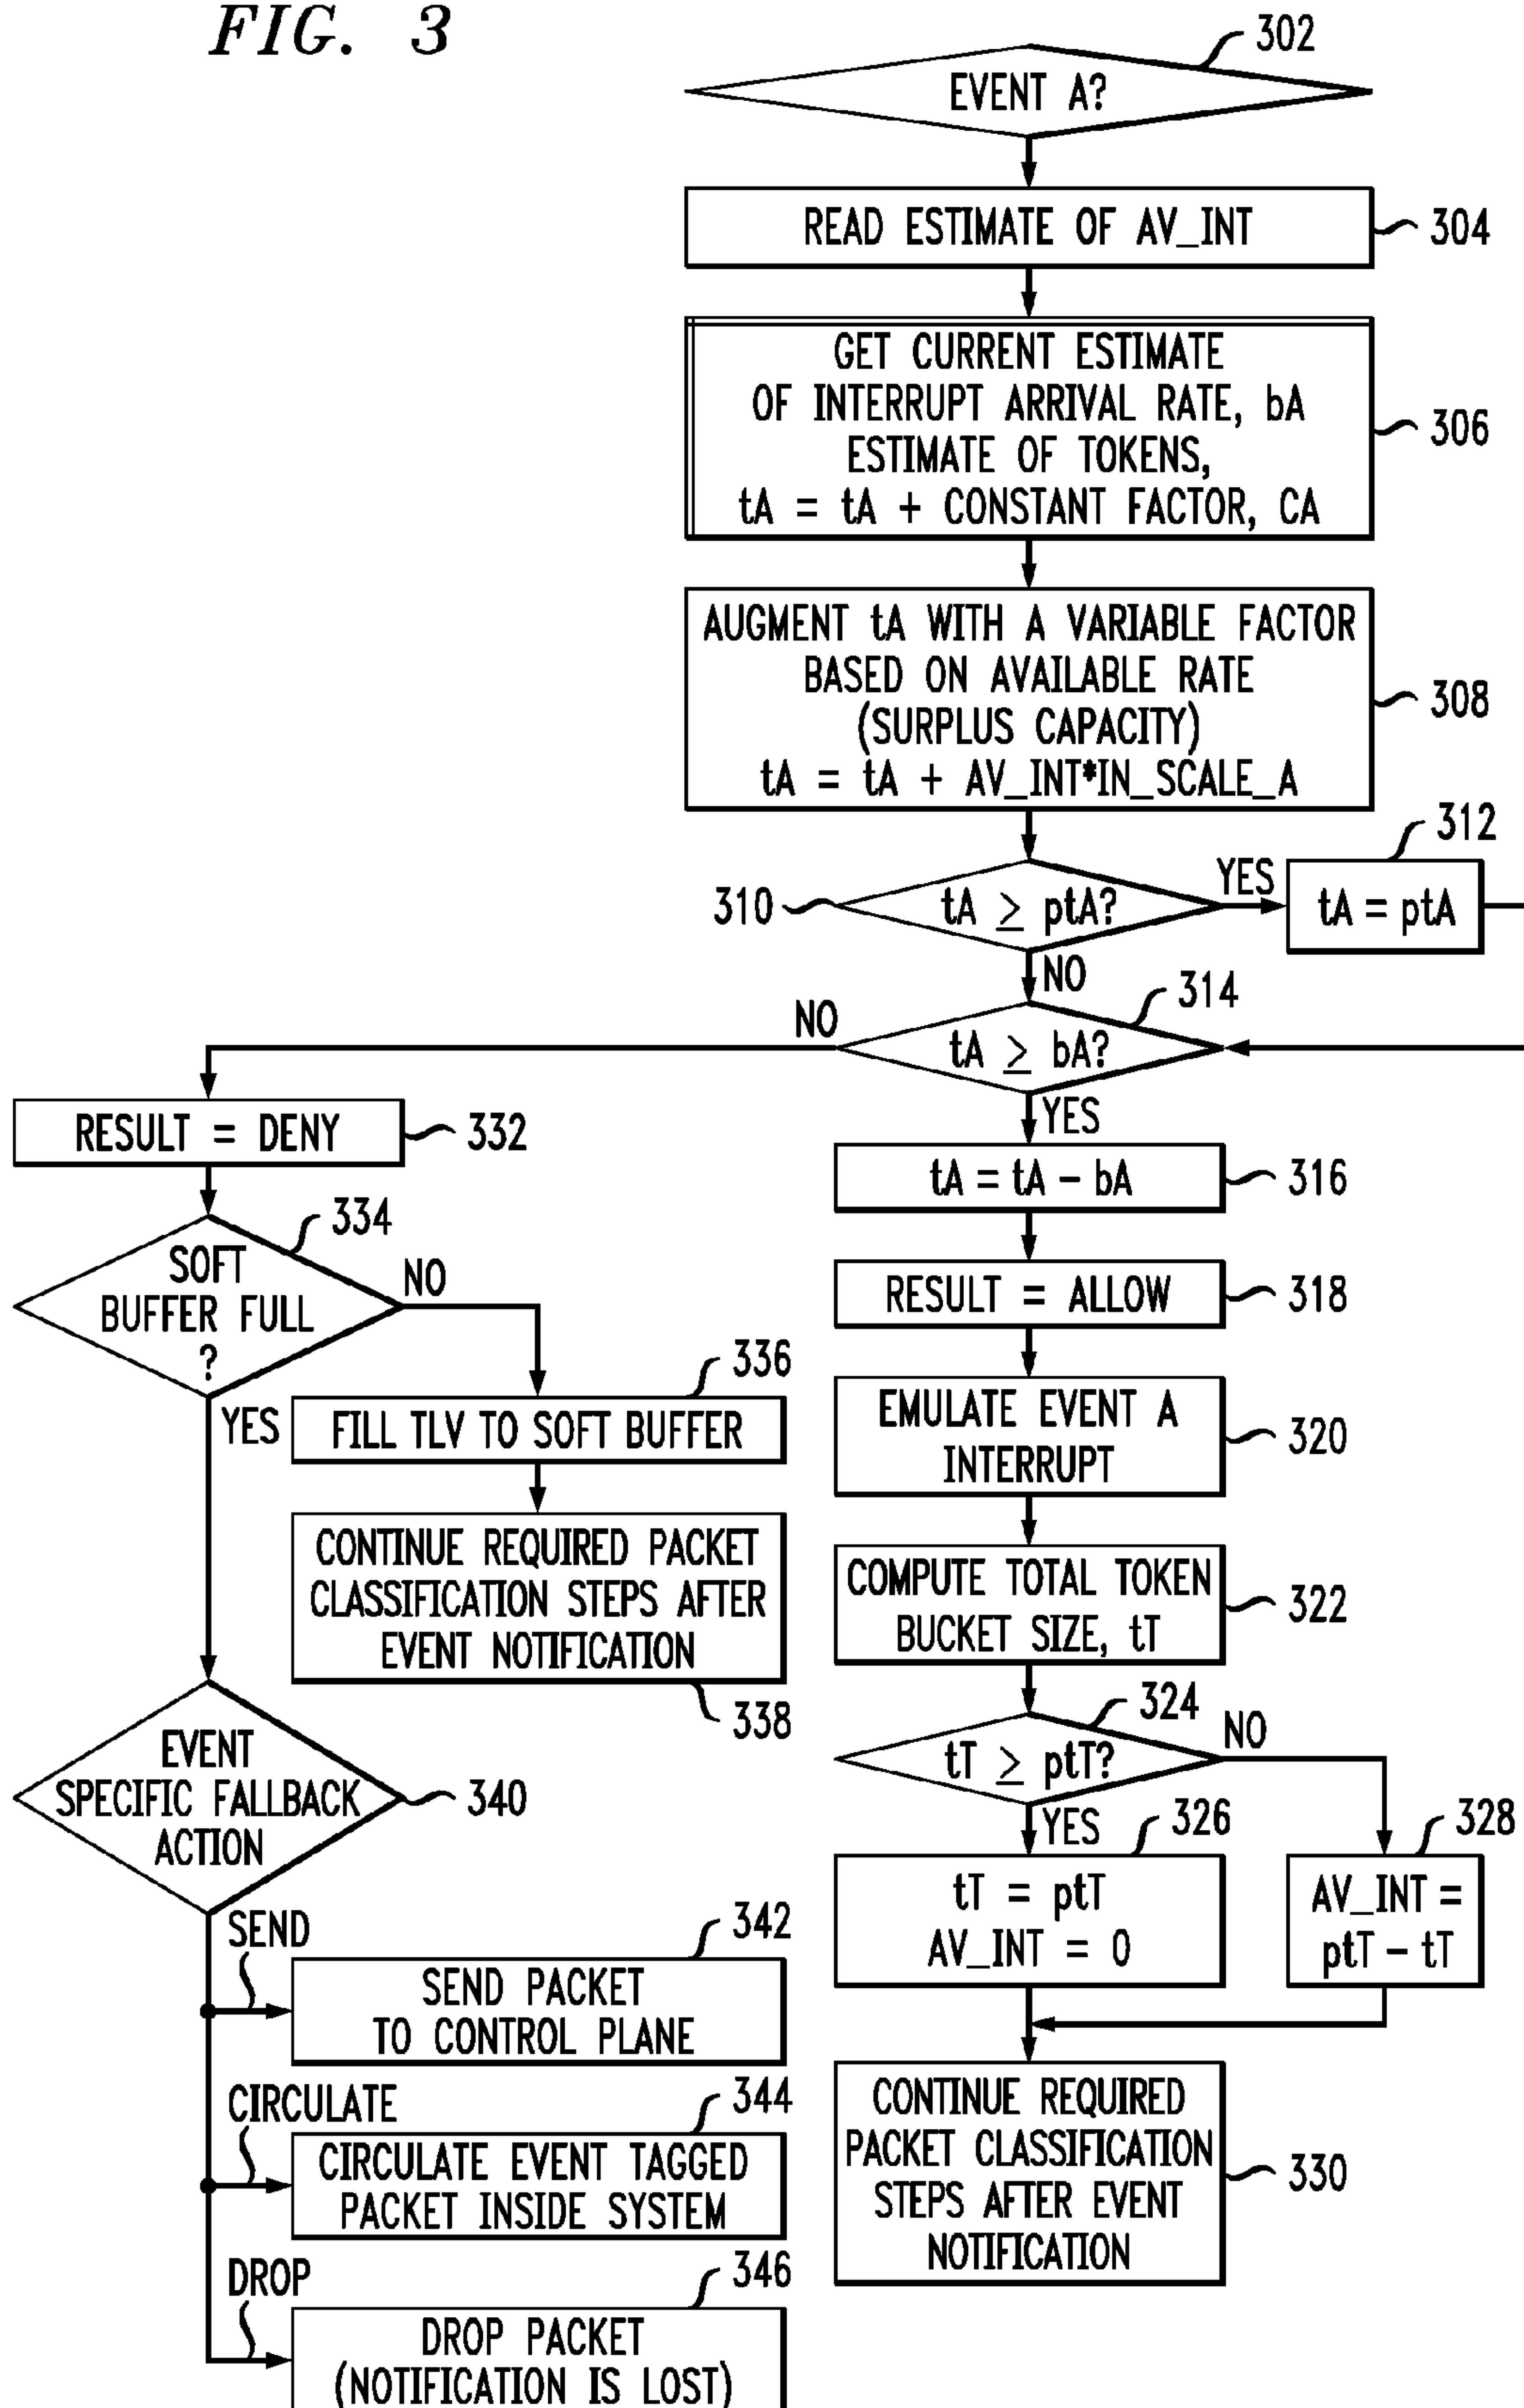 FIG. 3
302
EVENT A?
READ ESTIMATE OF AV_INT
304
GET CURRENT ESTIMATE
OF INTERRUPT ARRIVAL RATE, bA
ESTIMATE OF TOKENS,
tA = tA + CONSTANT FACTOR, CA
306
AUGMENT tA WITH A VARIABLE FACTOR
BASED ON AVAILABLE RATE
(SURPLUS CAPACITY)
tA = tA + AV_INT*IN_SCALE_A
308
310
tA ≥ ptA?
YES
312
tA = ptA
NO
314
tA ≥ bA?
NO
YES
RESULT = DENY
332
334
SOFT
BUFFER FULL
?
NO
YES
336
FILL TLV TO SOFT BUFFER
CONTINUE REQUIRED PACKET
CLASSIFICATION STEPS AFTER
EVENT NOTIFICATION
338
EVENT
SPECIFIC FALLBACK
ACTION
340
SEND
342
SEND PACKET
TO CONTROL PLANE
CIRCULATE
344
CIRCULATE EVENT TAGGED
PACKET INSIDE SYSTEM
DROP
346
DROP PACKET
(NOTIFICATION IS LOST)
tA = tA – bA
316
RESULT = ALLOW
318
EMULATE EVENT A
INTERRUPT
320
COMPUTE TOTAL TOKEN
BUCKET SIZE, tT
322
324
tT ≥ ptT?
NO
YES
326
tT = ptT
AV_INT = 0
328
AV_INT =
ptT – tT
CONTINUE REQUIRED
PACKET CLASSIFICATION
STEPS AFTER EVENT
NOTIFICATION
330